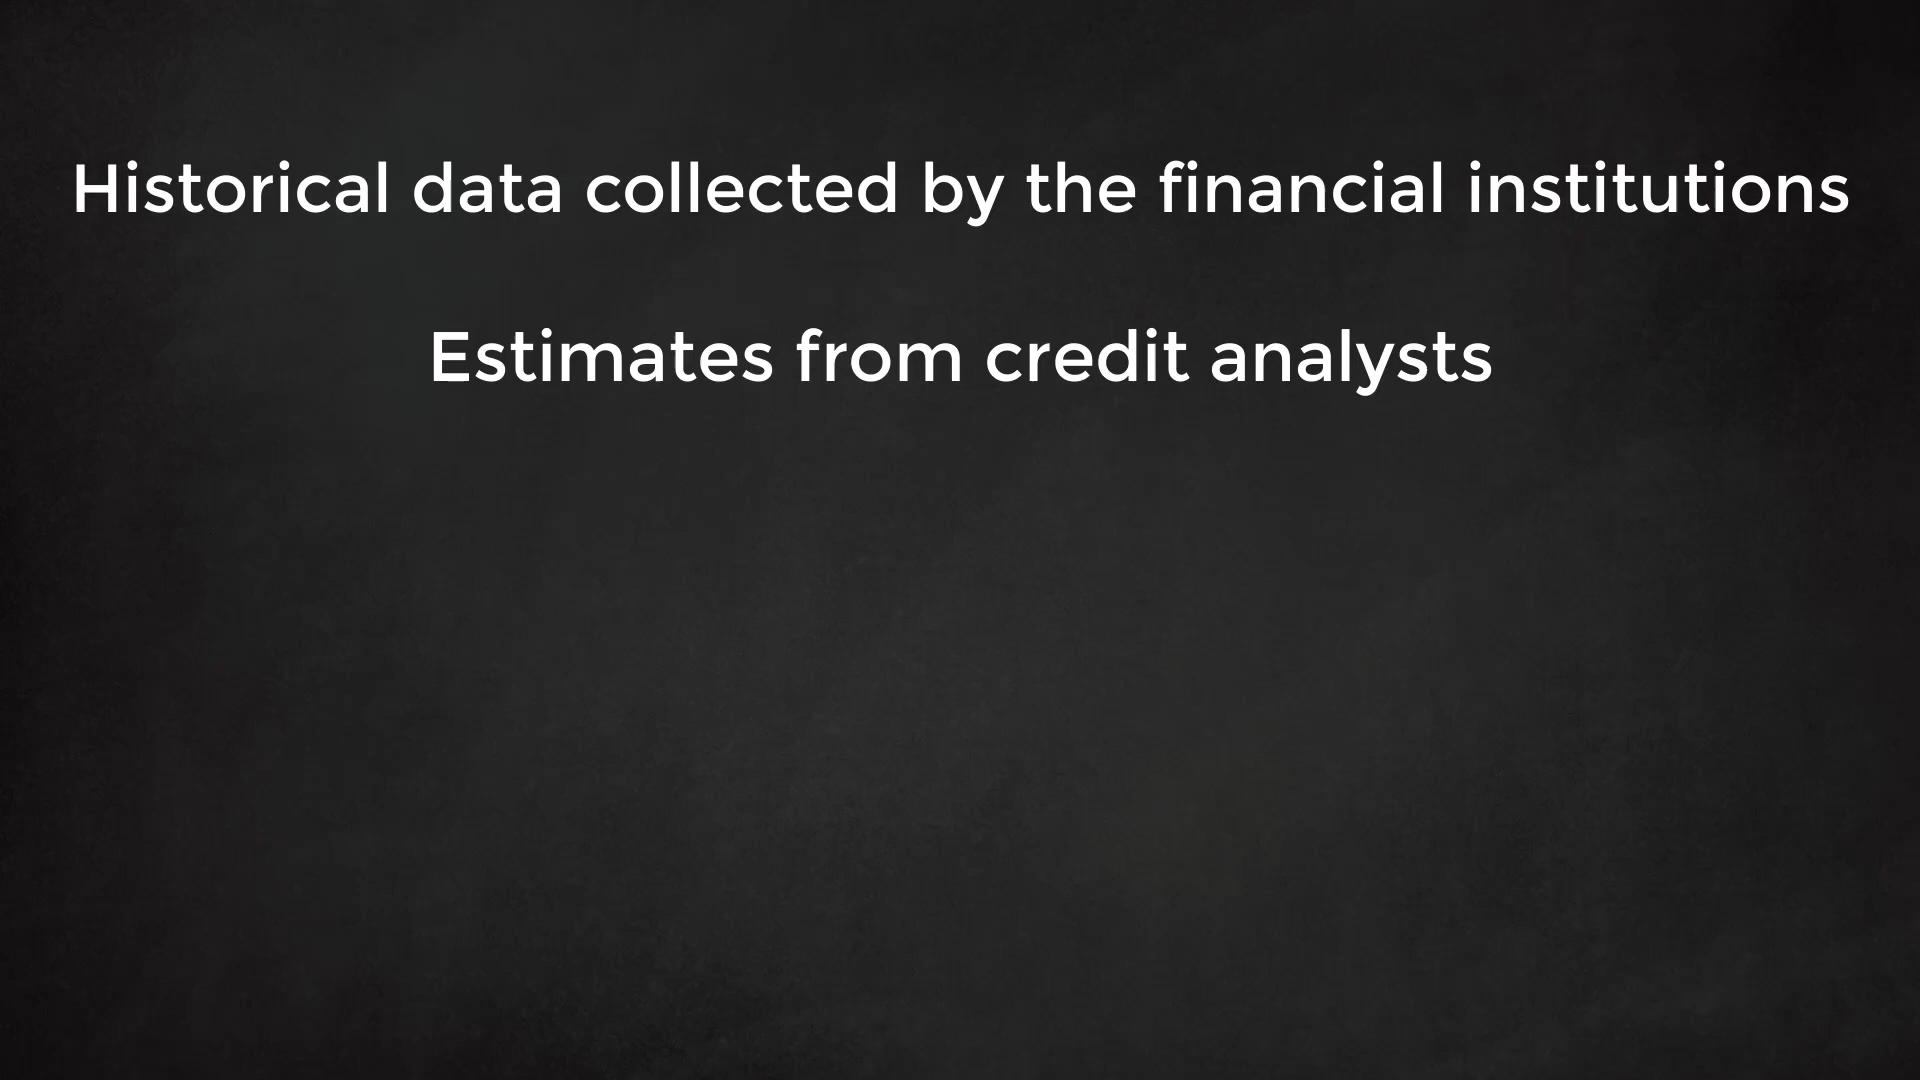 Historical data collected by the financial institutions
Estimates from credit analysts